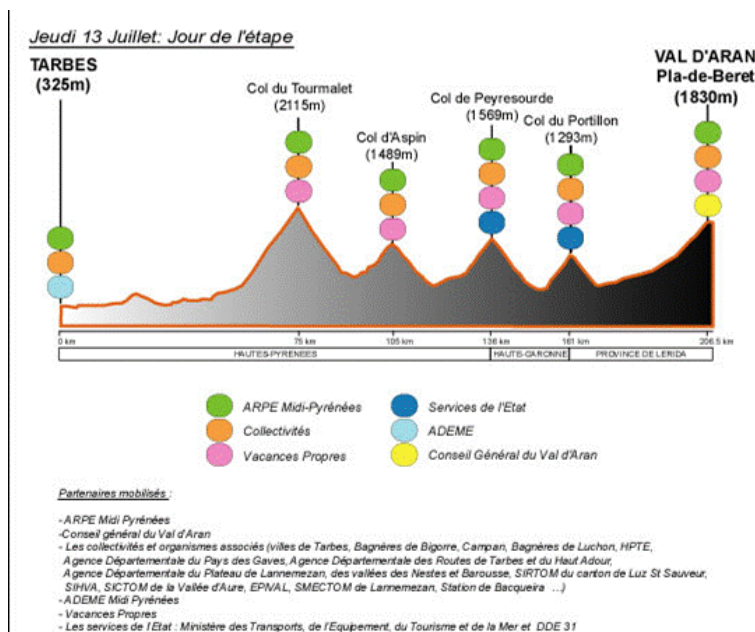 Jeudi 13 Juillet: Jour de l'étape
TARBES
(325m)
Col du Tourmalet
(2115m)
Col d'Aspin
(1489m)
Col de Peyresourde
(1569m)
Col du Portillon
(1293m)
VAL D'ARAN
Pla-de-Beret
(1830m)
0 km
75 km
105 km
136 km
161 km
206.5 km
HAUTES-PYRENEES
HAUTE-GARONNE
PROVINCE DE LERIDA
ARPE Midi-Pyrénées
Collectivités
Vacances Propres
Services de l'Etat
ADEME
Conseil Général du Val d'Aran
Partenaires mobilisés :
- ARPE Midi Pyrénées
-Conseil général du Val d'Aran
- Les collectivités et organismes associés (villes de Tarbes, Bagnères de Bigorre, Campan, Bagnères de Luchon, HPTE,
Agence Départementale du Pays des Gaves, Agence Départementale des Routes de Tarbes et du Haut Adour,
Agence Départementale du Plateau de Lannemezan, des vallées des Nestes et Barousse, SIRTOM du canton de Luz St Sauveur,
SIHVA, SICTOM de la Vallée d'Aure, EPIVAL, SMECTOM de Lannemezan, Station de Bacqueira ...)
-ADEME Midi Pyrénées
- Vacances Propres
- Les services de l'Etat : Ministère des Transports, de l'Equipement, du Tourisme et de la Mer et DDE 31